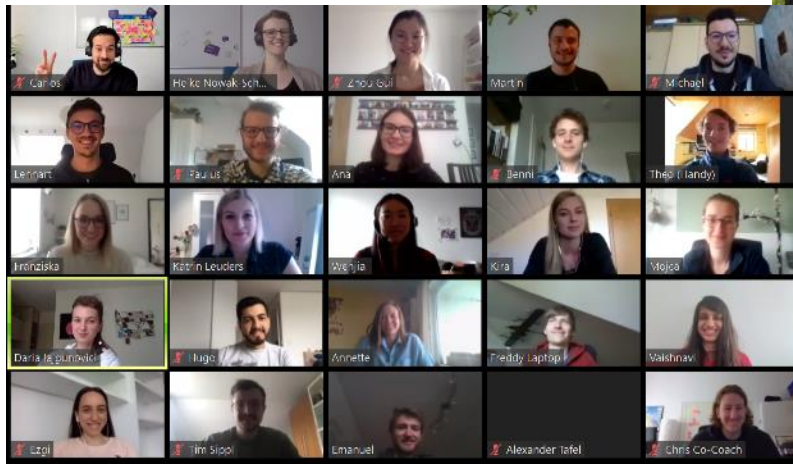 Carlos
Heike Nowak-Sch...
Zhou Gui
Martin
Michael
Lennart
Paulus
Ana
Benni
Theo (Handy)
Franziska
Katrin Leuders
Wenjia
Kira
Mojca
Daria
Hugo
Annette
Freddy Laptop
Vaishnavi
Ezgi
Tim Sippl
Emanuel
Alexander Tafel
Chris Co-Coach